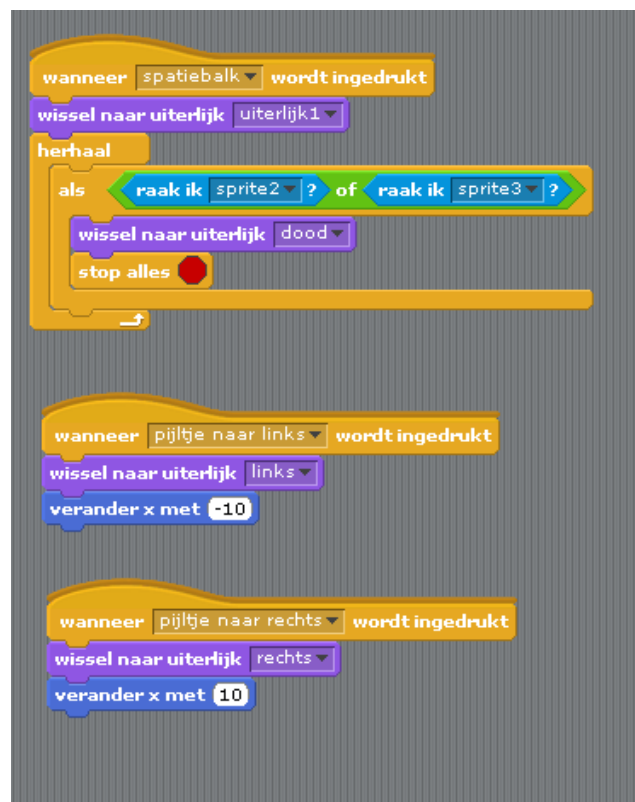 wanneer spatiebalk wordt ingedrukt
wissel naar uiterlijk uiterlijk1
herhaal
als raak ik sprite2 ? of raak ik sprite3 ?
wissel naar uiterlijk dood
stop alles
wanneer pijltje naar links wordt ingedrukt
wissel naar uiterlijk links
verander x met -10
wanneer pijltje naar rechts wordt ingedrukt
wissel naar uiterlijk rechts
verander x met 10